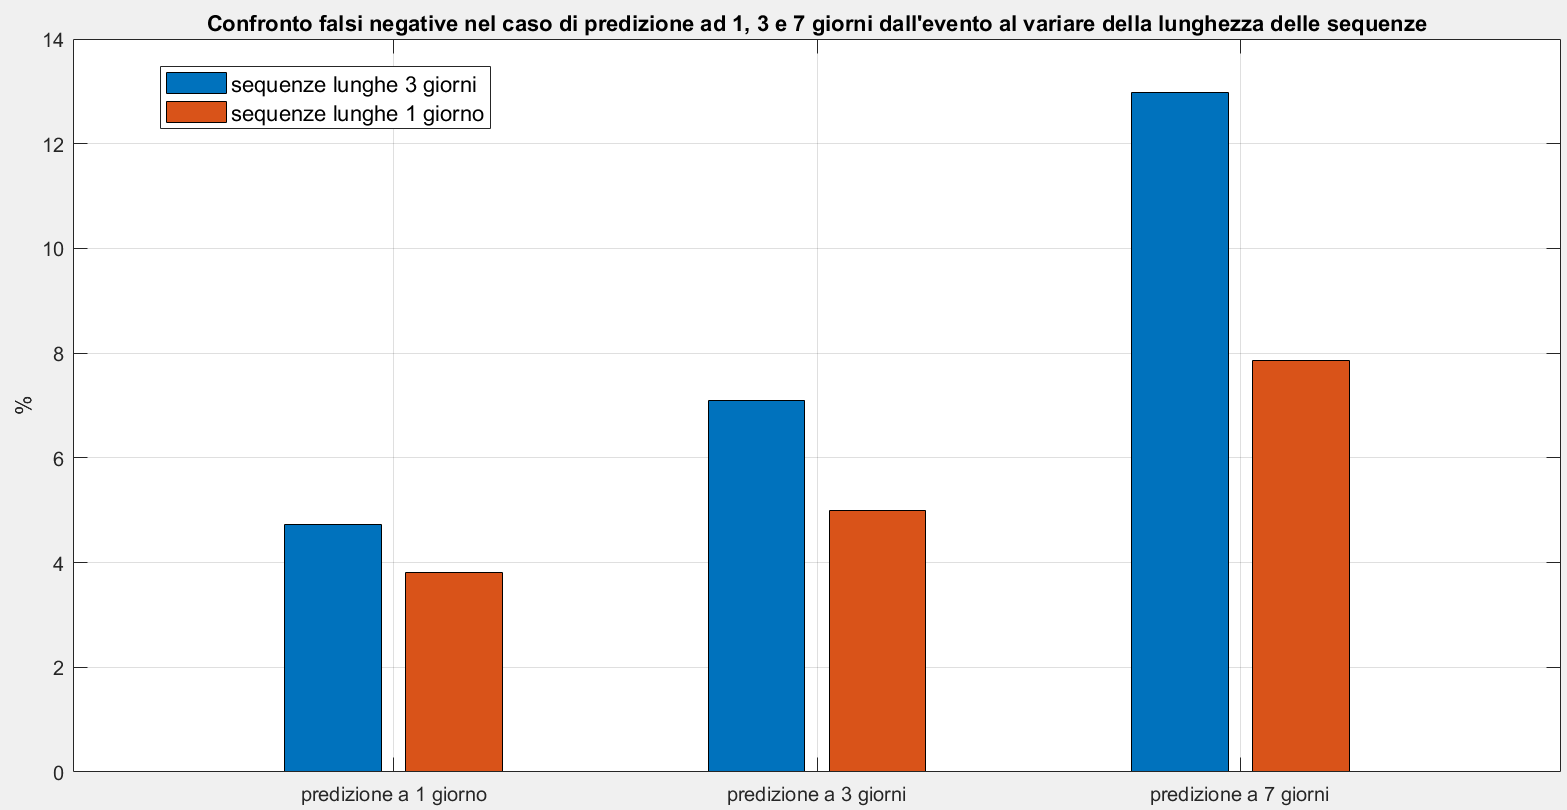 Confronto falsi negative nel caso di predizione ad 1, 3 e 7 giorni dall'evento al variare della lunghezza delle sequenze
sequenze lunghe 3 giorni
sequenze lunghe 1 giorno
14
12
10
8
6
4
2
0
%
predizione a 1 giorno
predizione a 3 giorni
predizione a 7 giorni